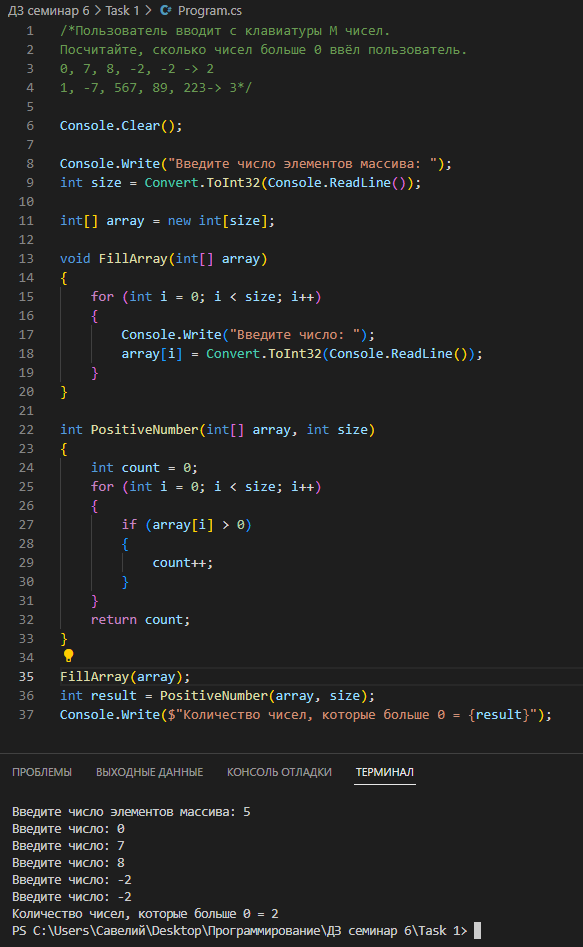 ДЗ семинар 6 > Task 1 > C# Program.cs
1 /*Пользователь вводит с клавиатуры M чисел.
2 Посчитайте, сколько чисел больше 0 ввёл пользователь.
3 0, 7, 8, -2, -2 -> 2
4 1, -7, 567, 89, 223-> 3*/
5
6 Console.Clear();
7
8 Console.Write("Введите число элементов массива: ");
9 int size = Convert.ToInt32(Console.ReadLine());
10
11 int[] array = new int[size];
12
13 void FillArray(int[] array)
14 {
15     for (int i = 0; i < size; i++)
16     {
17         Console.Write("Введите число: ");
18         array[i] = Convert.ToInt32(Console.ReadLine());
19     }
20 }
21
22 int PositiveNumber(int[] array, int size)
23 {
24     int count = 0;
25     for (int i = 0; i < size; i++)
26     {
27         if (array[i] > 0)
28         {
29             count++;
30         }
31     }
32     return count;
33 }
34
35 FillArray(array);
36 int result = PositiveNumber(array, size);
37 Console.Write($"Количество чисел, которые больше 0 = {result}");
ПРОБЛЕМЫ ВЫХОДНЫЕ ДАННЫЕ КОНСОЛЬ ОТЛАДКИ ТЕРМИНАЛ
Введите число элементов массива: 5
Введите число: 0
Введите число: 7
Введите число: 8
Введите число: -2
Введите число: -2
Количество чисел, которые больше 0 = 2
PS C:\Users\Савелий\Desktop\Программирование\ДЗ семинар 6\Task 1>